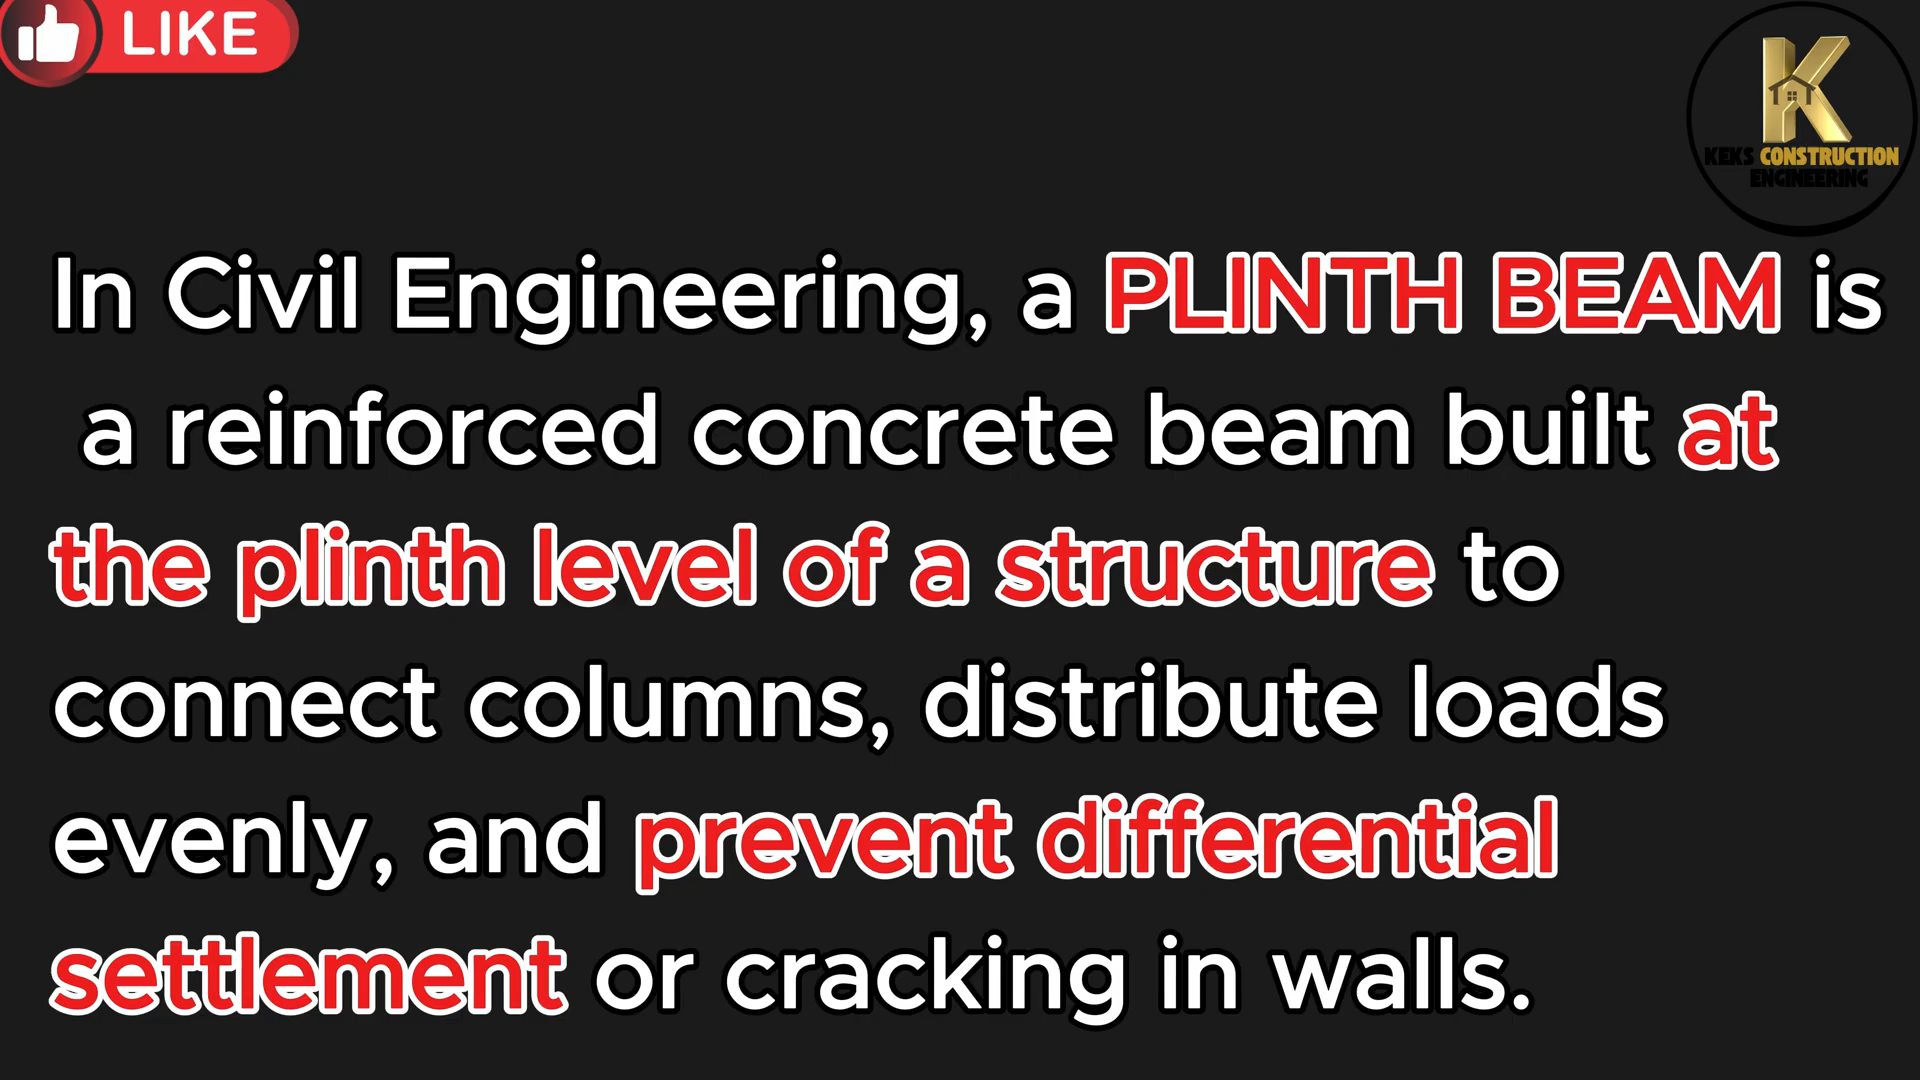 LIKE
K
KEKS CONSTRUCTION
ENGINEERING
In Civil Engineering, a PLINTH BEAM is
a reinforced concrete beam built at
the plinth level of a structure to
connect columns, distribute loads
evenly, and prevent differential
settlement or cracking in walls.